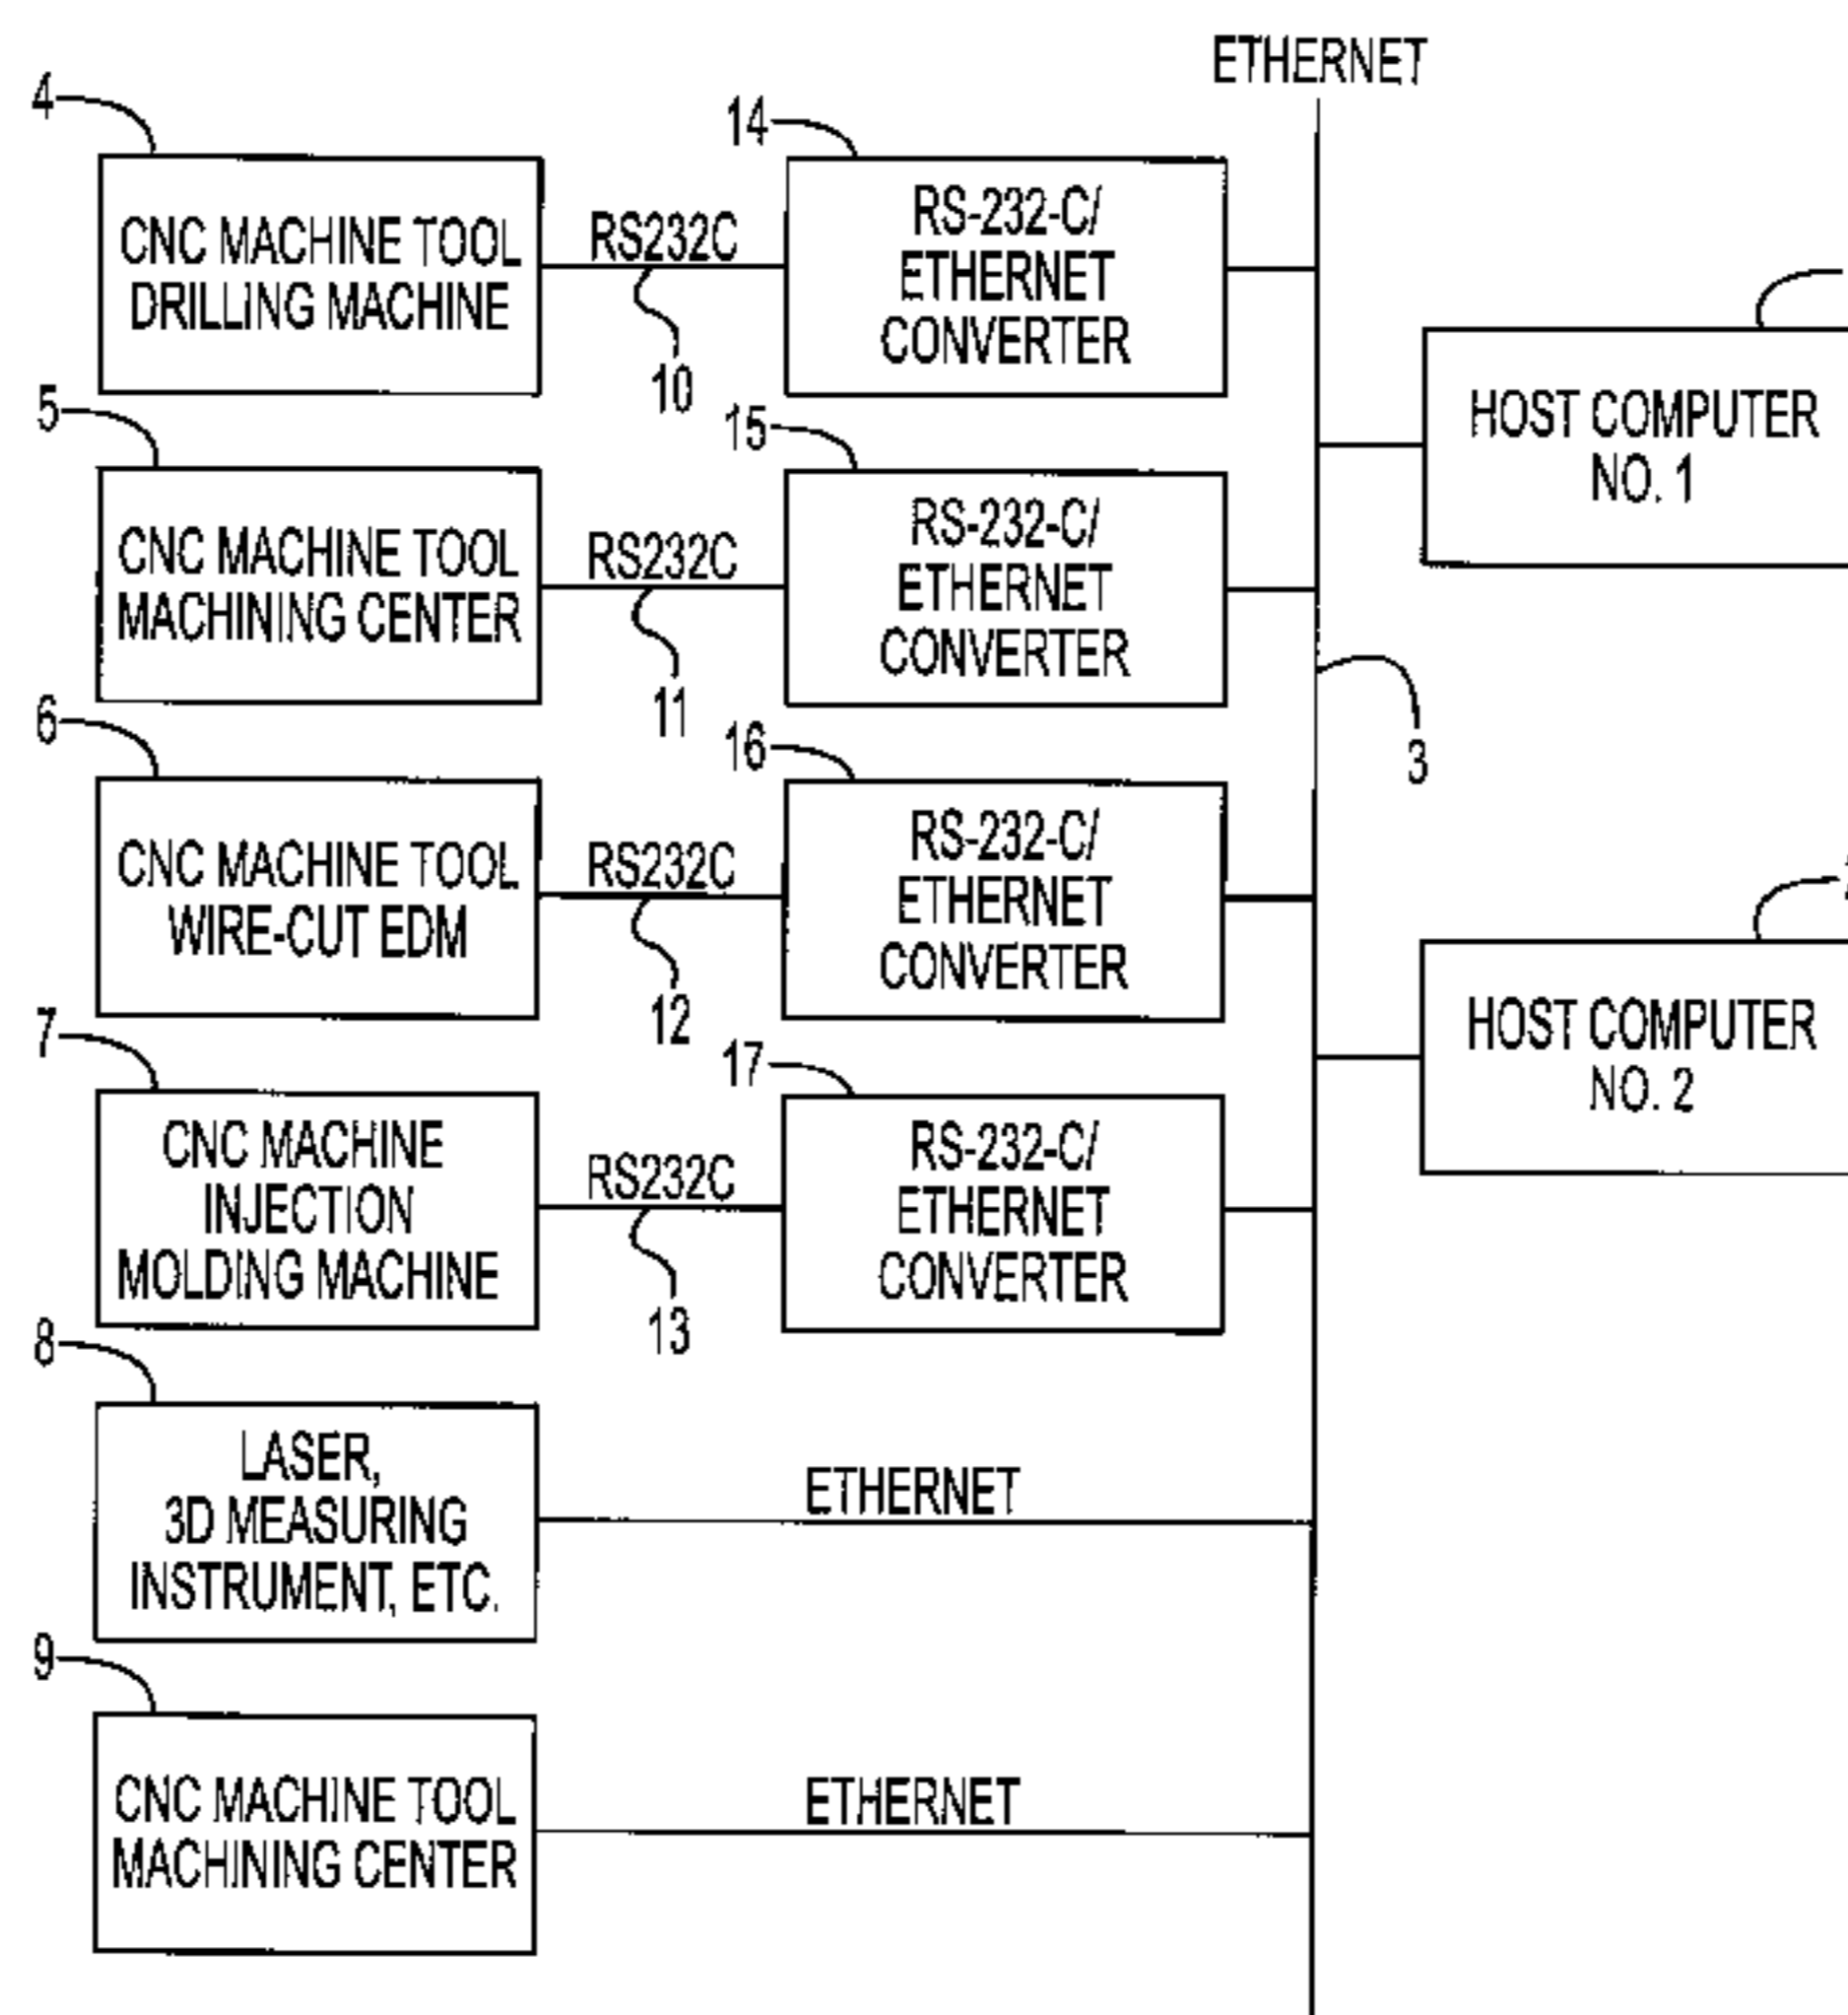 ETHERNET
4
CNC MACHINE TOOL
DRILLING MACHINE
RS232C
10
14
RS-232-C/
ETHERNET
CONVERTER
HOST COMPUTER
NO. 1
5
CNC MACHINE TOOL
MACHINING CENTER
RS232C
11
15
RS-232-C/
ETHERNET
CONVERTER
3
6
CNC MACHINE TOOL
WIRE-CUT EDM
RS232C
12
16
RS-232-C/
ETHERNET
CONVERTER
HOST COMPUTER
NO. 2
7
CNC MACHINE
INJECTION
MOLDING MACHINE
RS232C
13
17
RS-232-C/
ETHERNET
CONVERTER
8
LASER,
3D MEASURING
INSTRUMENT, ETC.
ETHERNET
9
CNC MACHINE TOOL
MACHINING CENTER
ETHERNET